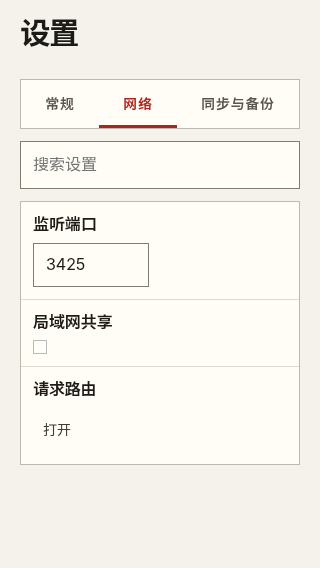 设置
常规
网络
同步与备份
搜索设置
监听端口
3425
局域网共享
请求路由
打开